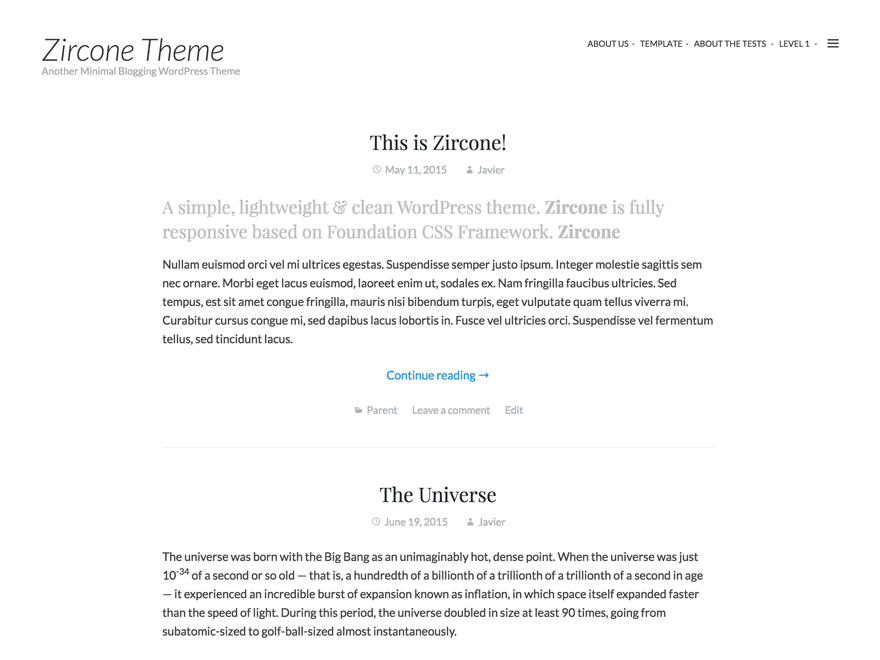 Zircone Theme
Another Minimal Blogging WordPress Theme
ABOUT US · TEMPLATE · ABOUT THE TESTS · LEVEL 1 ·
This is Zircone!
May 11, 2015 Javier
A simple, lightweight & clean WordPress theme. Zircone is fully
responsive based on Foundation CSS Framework. Zircone
Nullam euismod orci vel mi ultrices egestas. Suspendisse semper justo ipsum. Integer molestie sagittis sem
nec ornare. Morbi eget lacus euismod, laoreet enim ut, sodales ex. Nam fringilla faucibus ultricies. Sed
tempus, est sit amet congue fringilla, mauris nisi bibendum turpis, eget vulputate quam tellus viverra mi.
Curabitur cursus congue mi, sed dapibus lacus lobortis in. Fusce vel ultricies orci. Suspendisse vel fermentum
tellus, sed tincidunt lacus.
Continue reading →
Parent Leave a comment Edit
The Universe
June 19, 2015 Javier
The universe was born with the Big Bang as an unimaginably hot, dense point. When the universe was just
10⁻³⁴ of a second or so old — that is, a hundredth of a billionth of a trillionth of a trillionth of a second in age
— it experienced an incredible burst of expansion known as inflation, in which space itself expanded faster
than the speed of light. During this period, the universe doubled in size at least 90 times, going from
subatomic-sized to golf-ball-sized almost instantaneously.